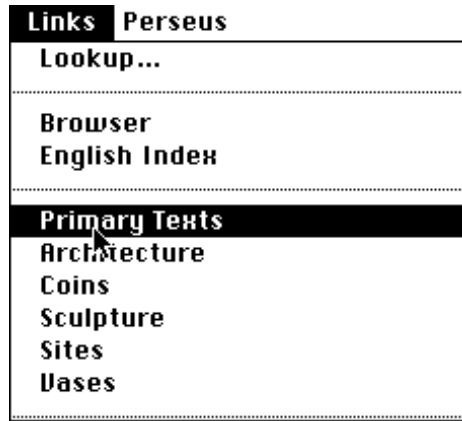 Links Perseus
Lookup...
Browser
English Index
Primary Texts
Architecture
Coins
Sculpture
Sites
Vases